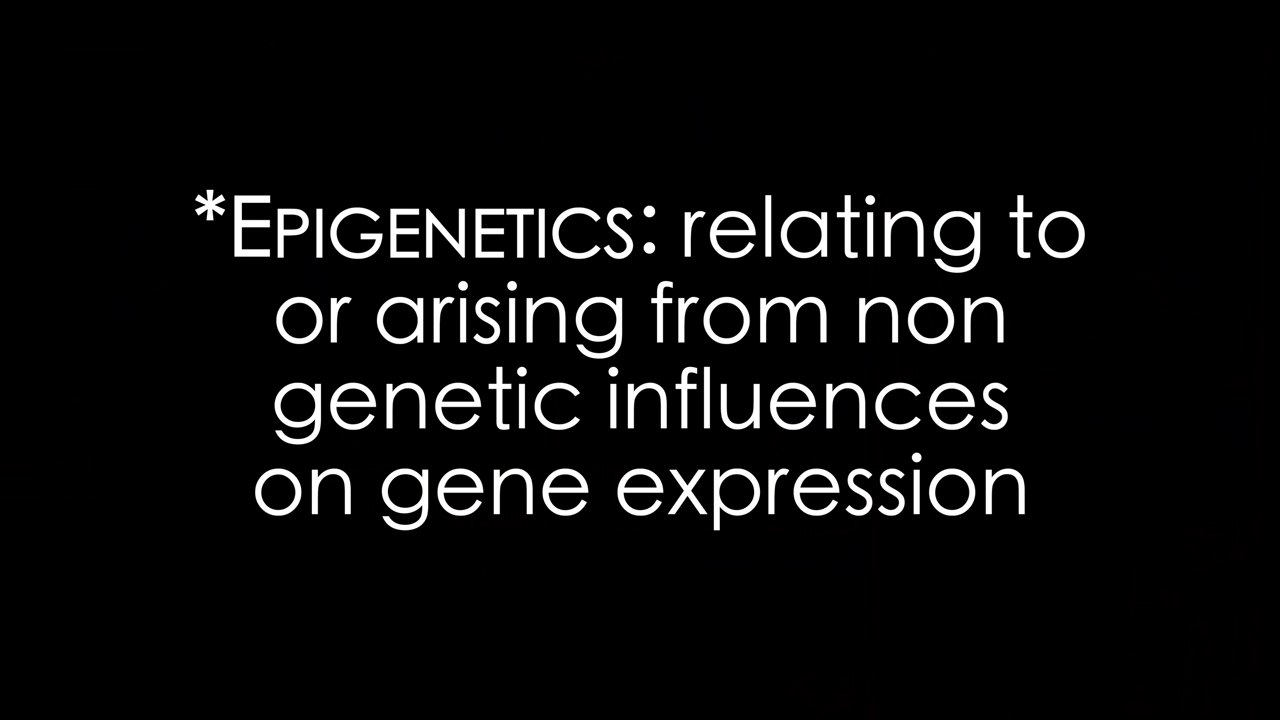 *EPIGENETICS: relating to
or arising from non
genetic influences
on gene expression